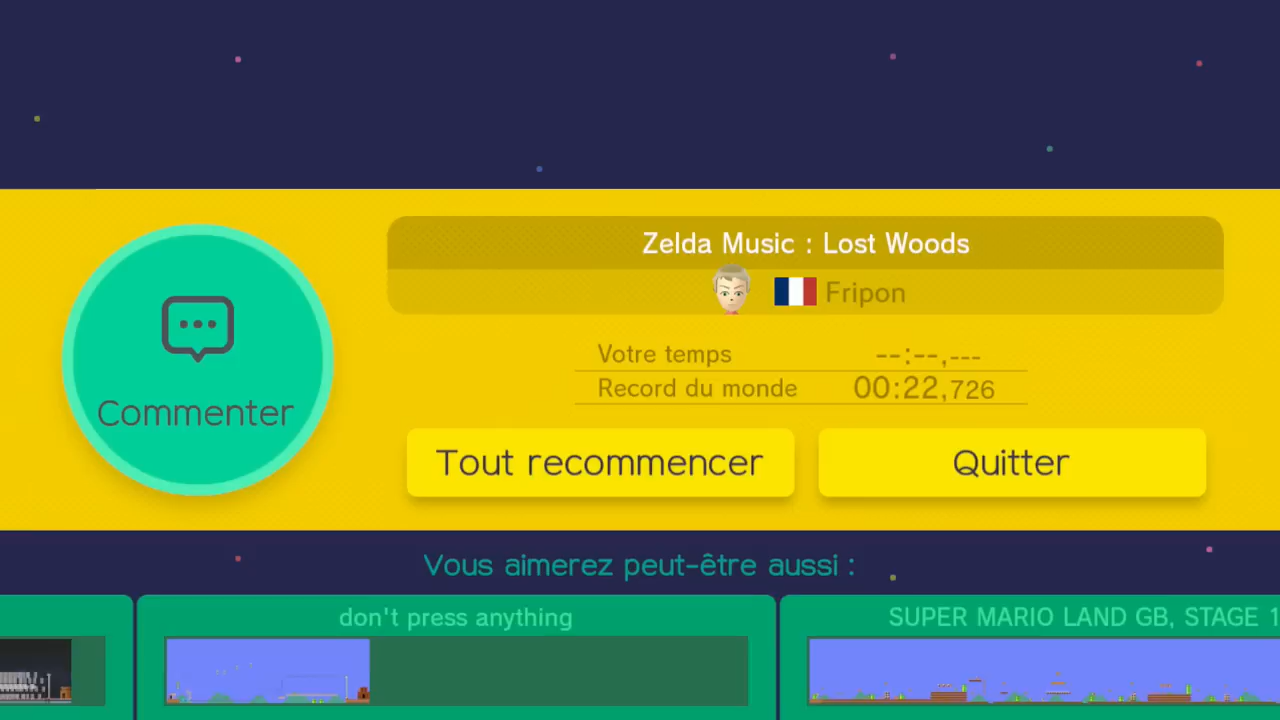 Zelda Music : Lost Woods
Fripon
Votre temps --:--,---
Record du monde 00:22,726
Commenter
Tout recommencer
Quitter
Vous aimerez peut-être aussi :
don't press anything
SUPER MARIO LAND GB, STAGE 1